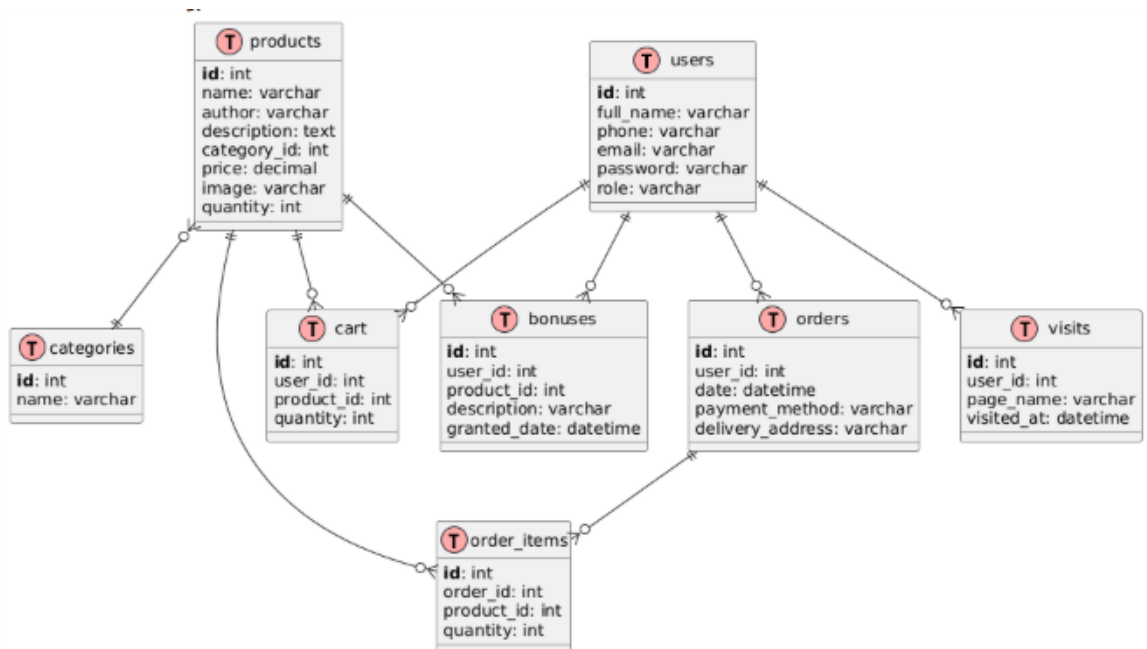 T products
id: int
name: varchar
author: varchar
description: text
category_id: int
price: decimal
image: varchar
quantity: int
T users
id: int
full_name: varchar
phone: varchar
email: varchar
password: varchar
role: varchar
T categories
id: int
name: varchar
T cart
id: int
user_id: int
product_id: int
quantity: int
T bonuses
id: int
user_id: int
product_id: int
description: varchar
granted_date: datetime
T orders
id: int
user_id: int
date: datetime
payment_method: varchar
delivery_address: varchar
T visits
id: int
user_id: int
page_name: varchar
visited_at: datetime
T order_items
id: int
order_id: int
product_id: int
quantity: int